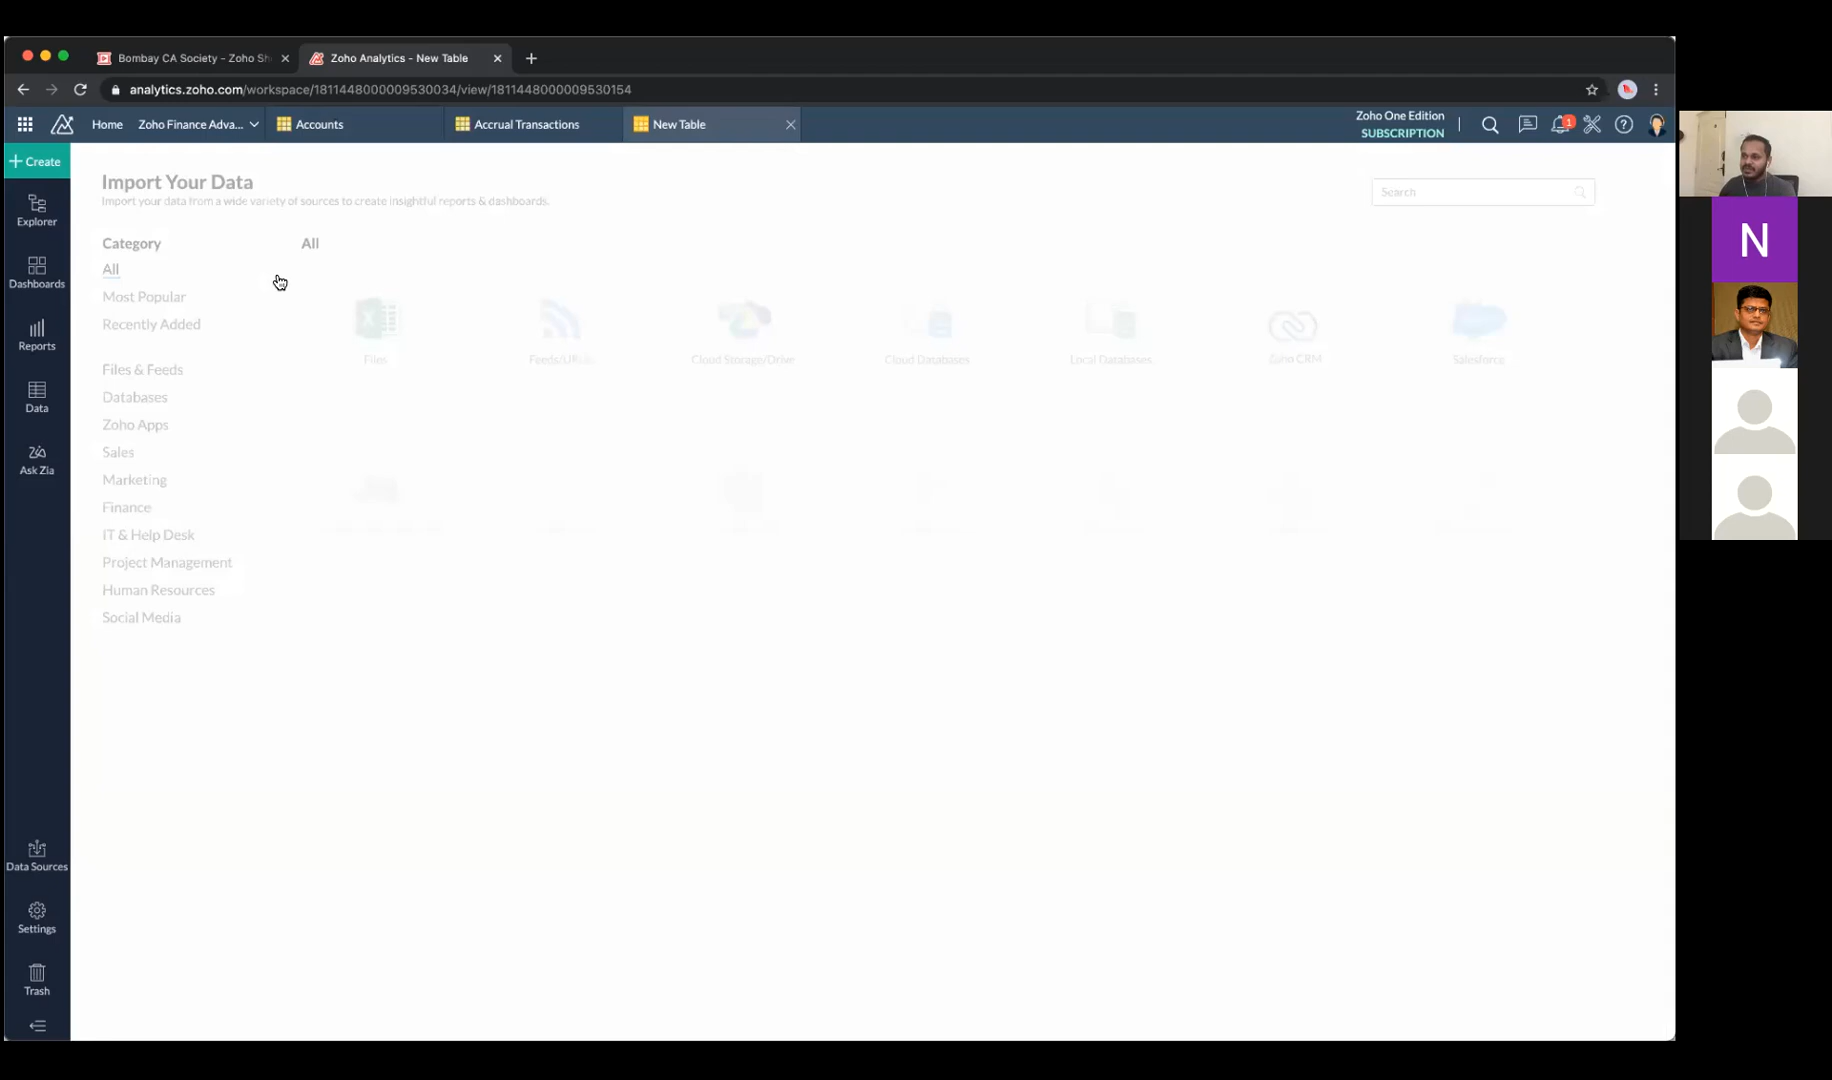 Bombay CA Society - Zoho Sh
Zoho Analytics - New Table
analytics.zoho.com/workspace/1811448000009530034/view/1811448000009530154
Home
Zoho Finance Adva...
Accounts
Accrual Transactions
New Table
Zoho One Edition
SUBSCRIPTION
1
Create
Explorer
Dashboards
Reports
Data
Ask Zia
Data Sources
Settings
Trash
Import Your Data
Import your data from a wide variety of sources to create insightful reports & dashboards.
Search
Category
All
Most Popular
Recently Added
Files & Feeds
Databases
Zoho Apps
Sales
Marketing
Finance
IT & Help Desk
Project Management
Human Resources
Social Media
All
Files
Feeds/URLs
Cloud Storage/Drive
Cloud Databases
Local Databases
Zoho CRM
Salesforce
N